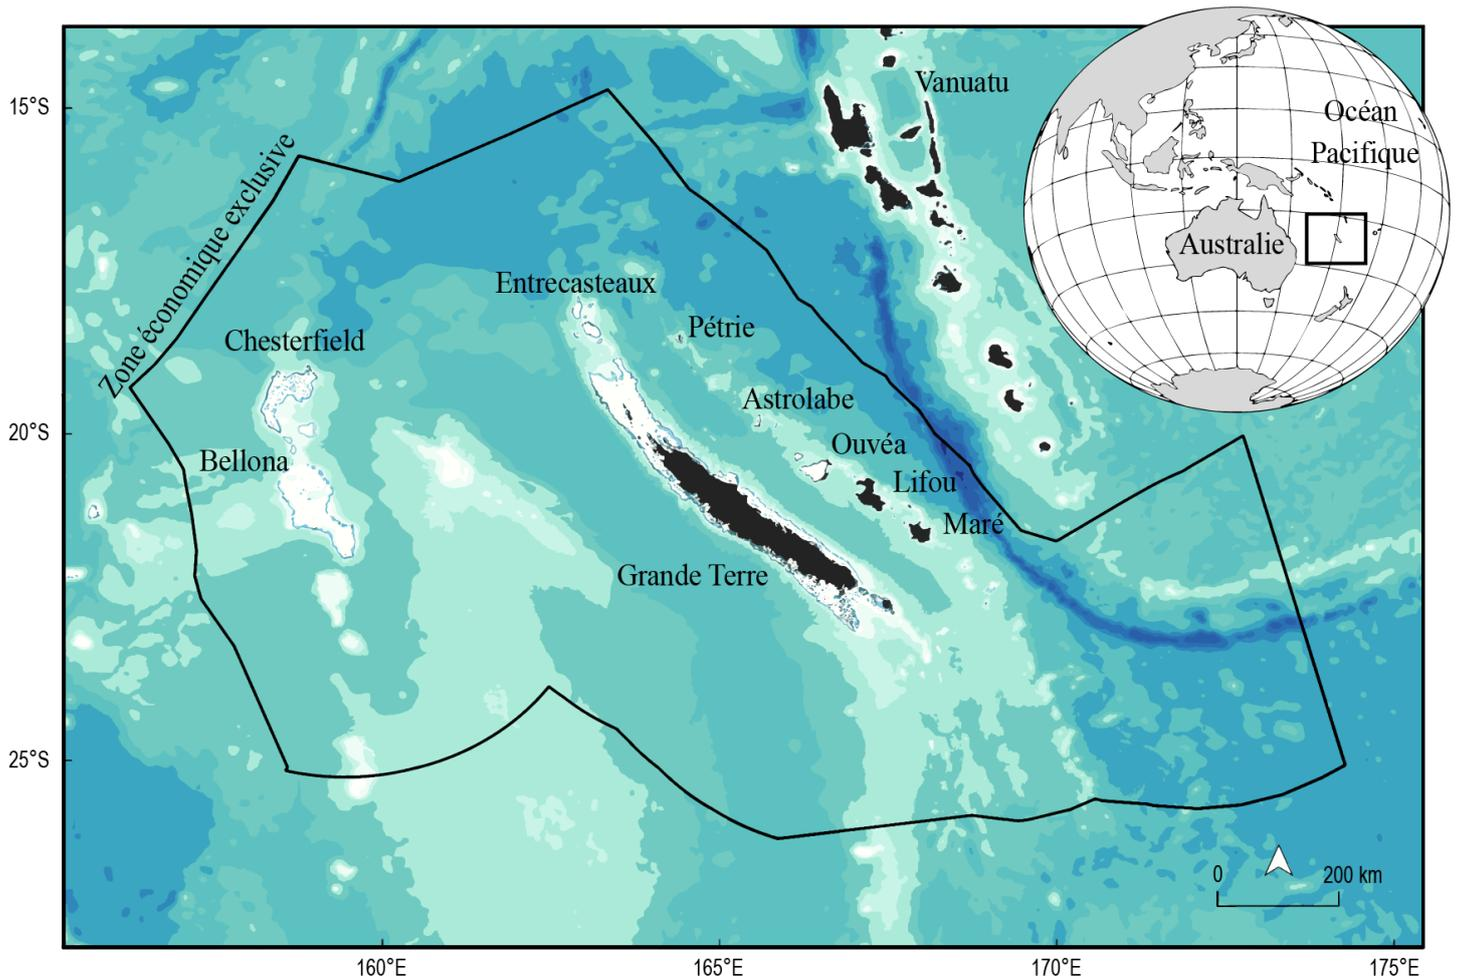 Vanuatu
15°S
Océan
Pacifique
Zone économique exclusive
Australie
Entrecasteaux
Pétrie
Chesterfield
Astrolabe
20°S
Ouvéa
Bellona
Lifou
Maré
Grande Terre
25°S
0
200 km
160°E
165°E
170°E
175°E